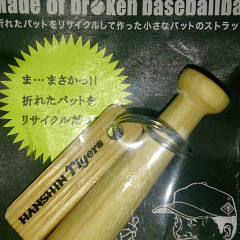 made of broken baseballba
折れたバットをリサイクルして作った小さなバットのストラッ
ま…まさかっ!!
折れたバットを
リサイクルだっ
HANSHIN Tigers